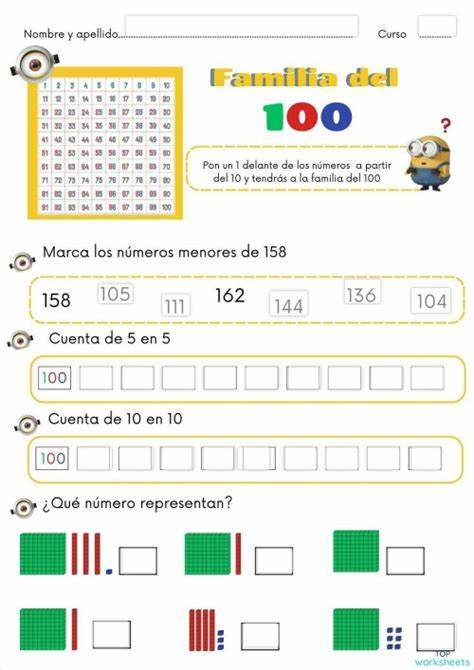 Nombre y apellido
Curso
Familia del
100
1 2 3 4 5 6 7 8 9 10
11 12 13 14 15 16 17 18 19 20
21 22 23 24 25 26 27 28 29 30
31 32 33 34 35 36 37 38 39 40
41 42 43 44 45 46 47 48 49 50
51 52 53 54 55 56 57 58 59 60
61 62 63 64 65 66 67 68 69 70
71 72 73 74 75 76 77 78 79 80
81 82 83 84 85 86 87 88 89 90
91 92 93 94 95 96 97 98 99 100
?
Pon un 1 delante de los números a partir
del 10 y tendrás a la familia del 100
Marca los números menores de 158
158 105 111 162 144 136 104
Cuenta de 5 en 5
100
Cuenta de 10 en 10
100
¿Qué número representan?
TOP
worksheets